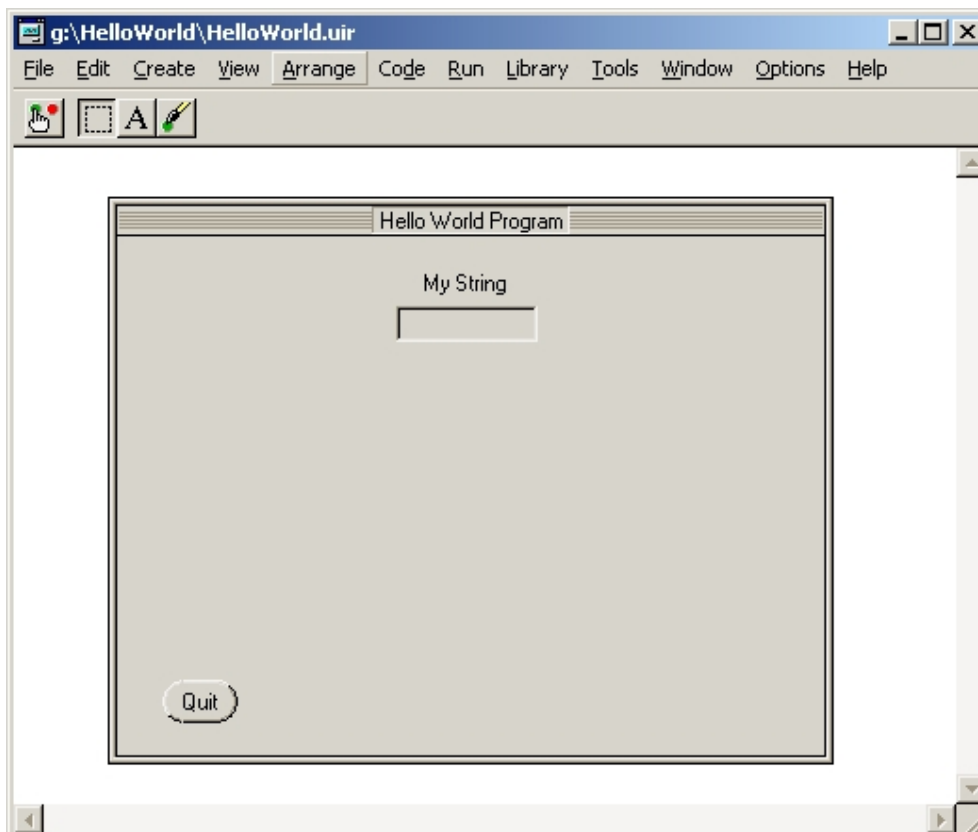 g:\HelloWorld\HelloWorld.uir
File Edit Create View Arrange Code Run Library Tools Window Options Help
A
Hello World Program
My String
Quit